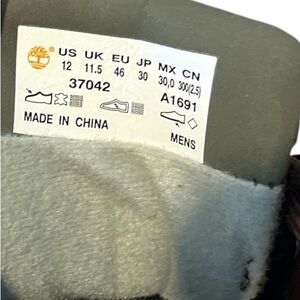 US UK EU JP MX CN
12 11.5 46 30 30,0 300(2.5)
37042 A1691
MADE IN CHINA MENS